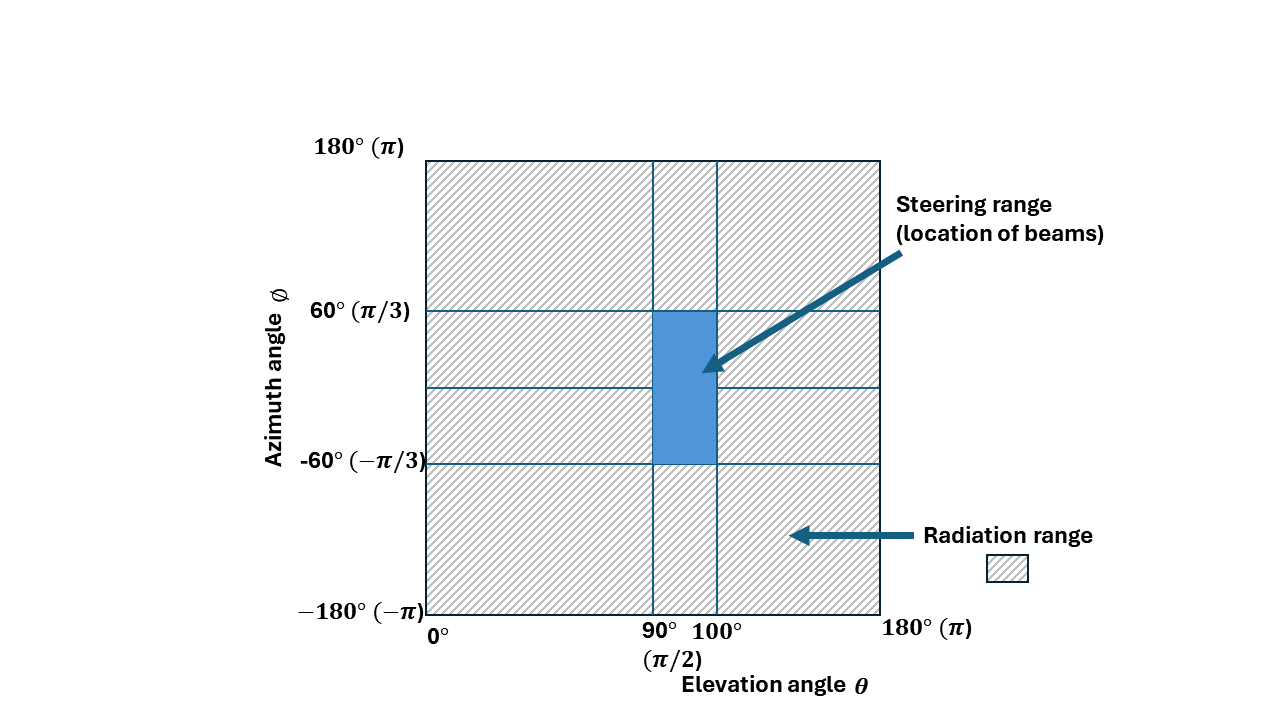 180° (π)
Steering range
(location of beams)
60° (π/3)
Azimuth angle ∅
-60° (−π/3)
Radiation range
−180° (−π)
0°
90°
(π/2)
100°
180° (π)
Elevation angle θ